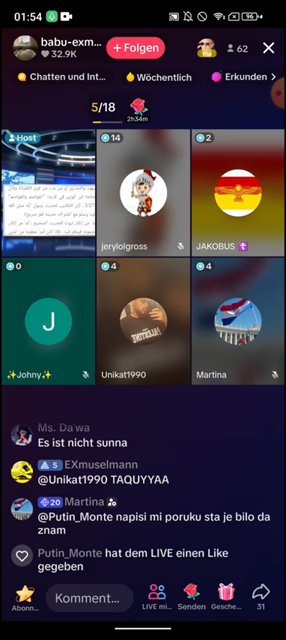 01:54
96
babu-exm...
32.9K
+ Folgen
62
Chatten und Int...
Wöchentlich
Erkunden >
5/18
2h34m
Host
14
jerylolgross
2
JAKOBUS
0
J
✨Johny✨
4
Unikat1990
4
Martina
Ms. Da'wa
Es ist nicht sunna
5 EXmuselmann
@Unikat1990 TAQUYYAA
20 Martina
@Putin_Monte napisi mi poruku sta je bilo da
znam
Putin_Monte hat dem LIVE einen Like
gegeben
Abonn...
Komment...
LIVE mi...
Senden
Gesche...
31